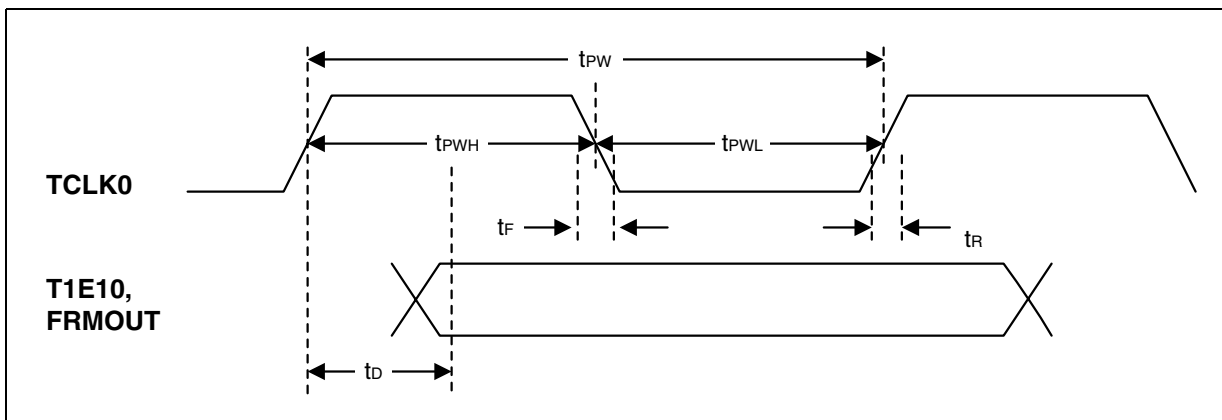 tPW
tPWH
tPWL
TCLK0
tF
tR
T1E10,
FRMOUT
tD